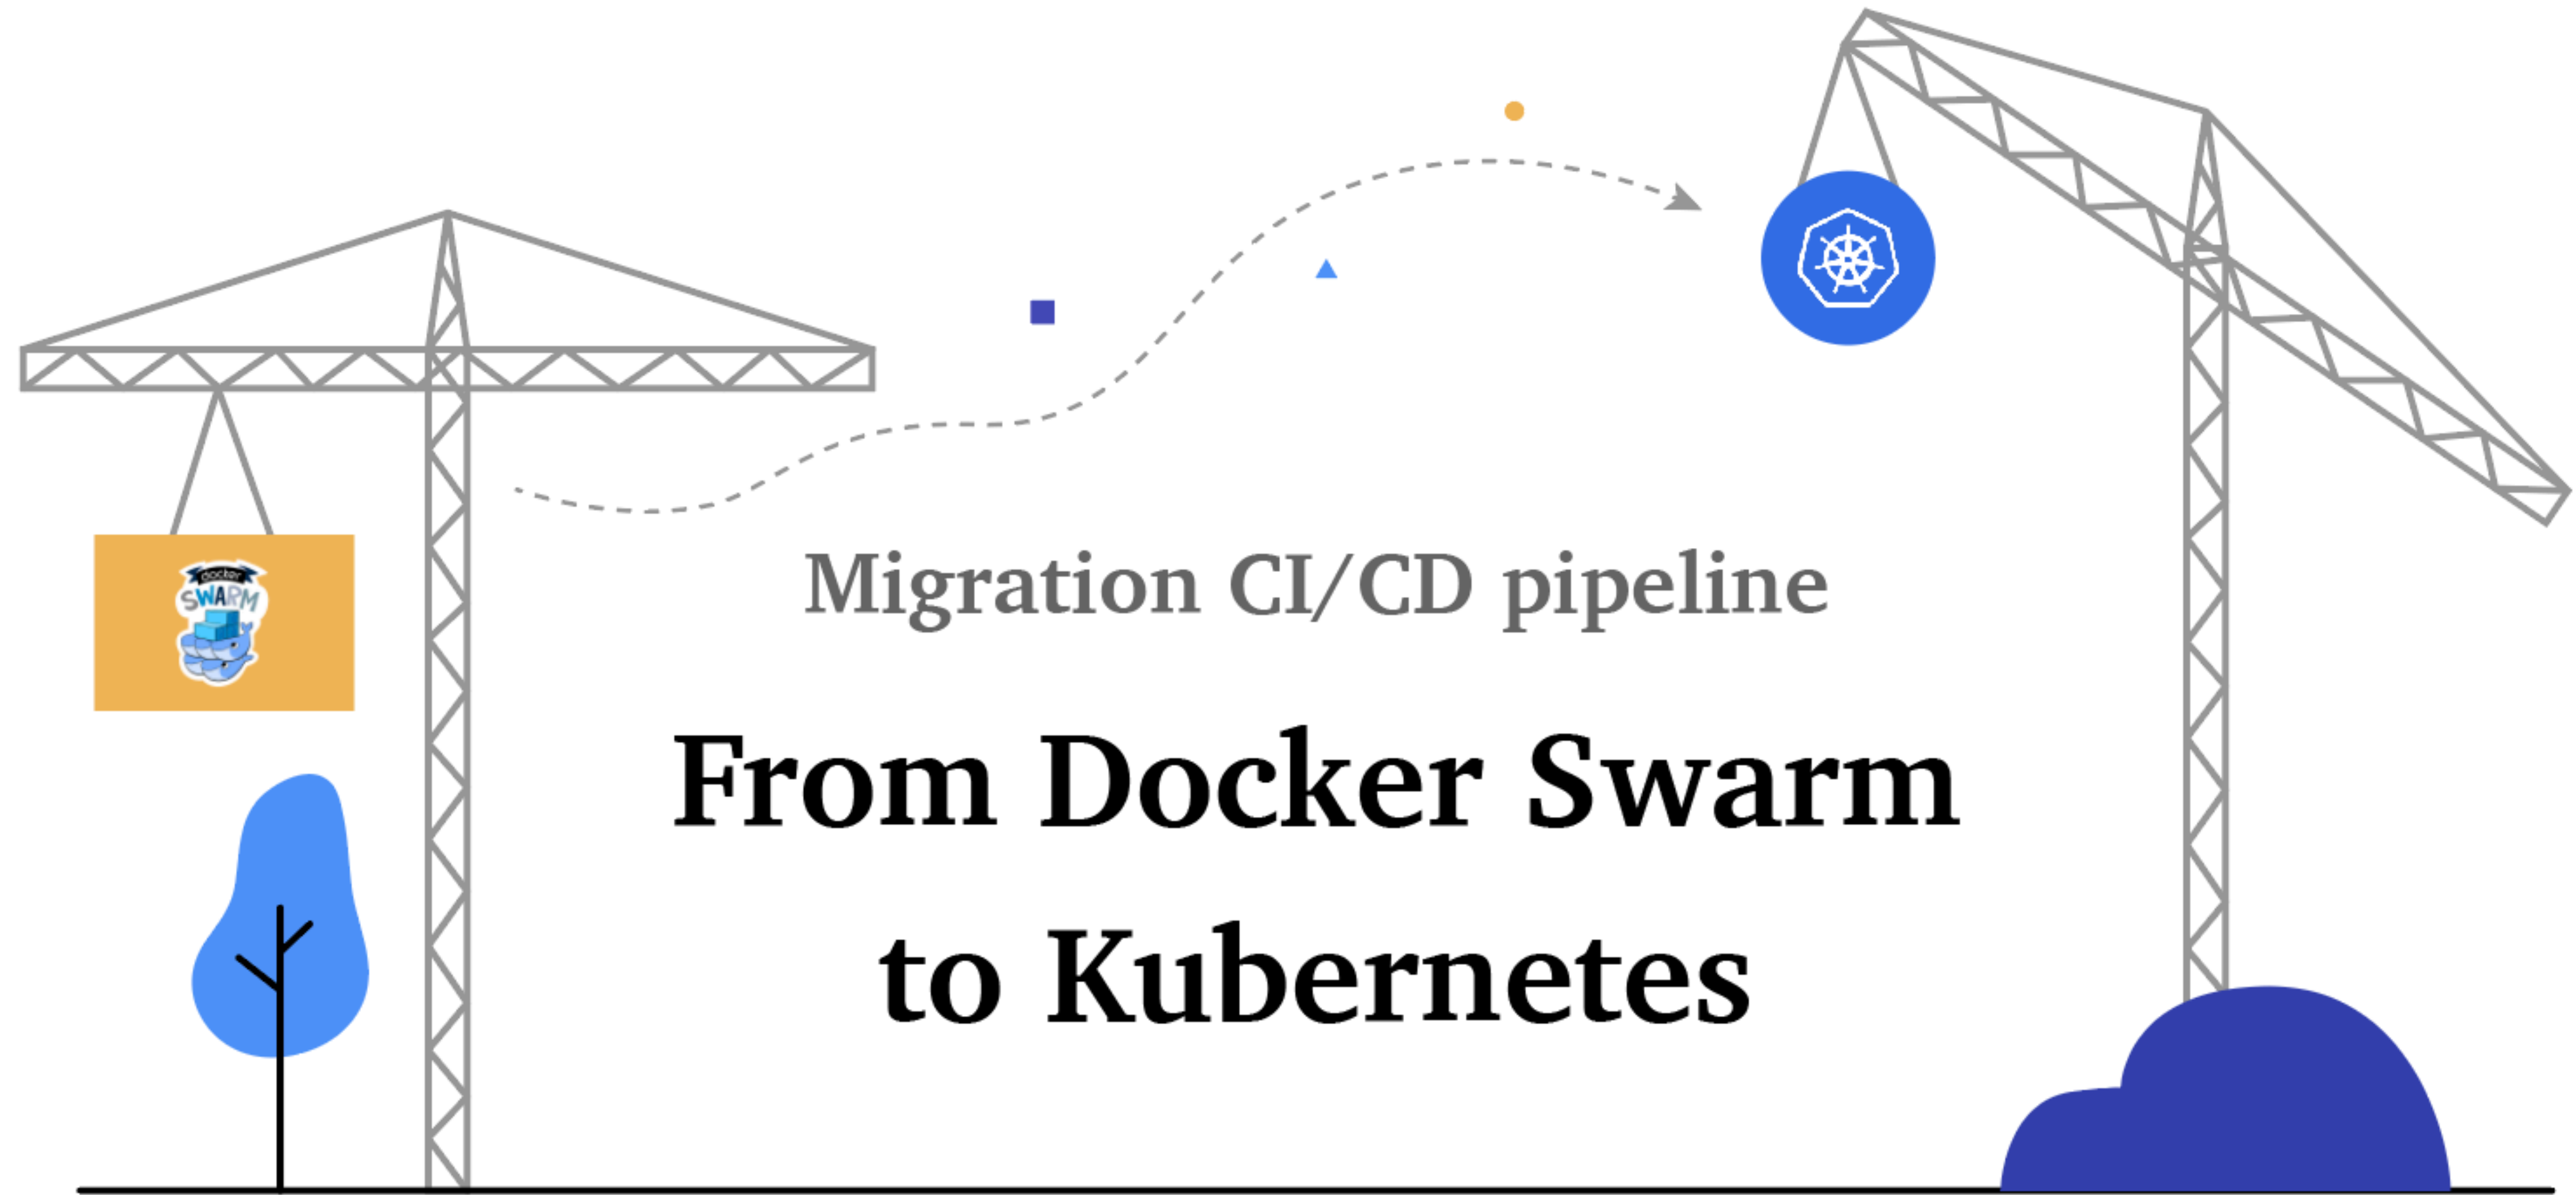 docker
SWARM
Migration CI/CD pipeline
From Docker Swarm
to Kubernetes